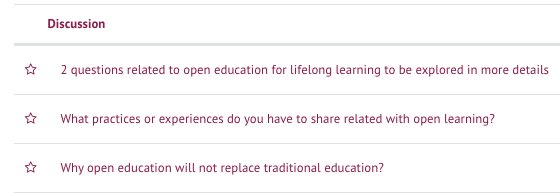 Discussion
2 questions related to open education for lifelong learning to be explored in more details
What practices or experiences do you have to share related with open learning?
Why open education will not replace traditional education?